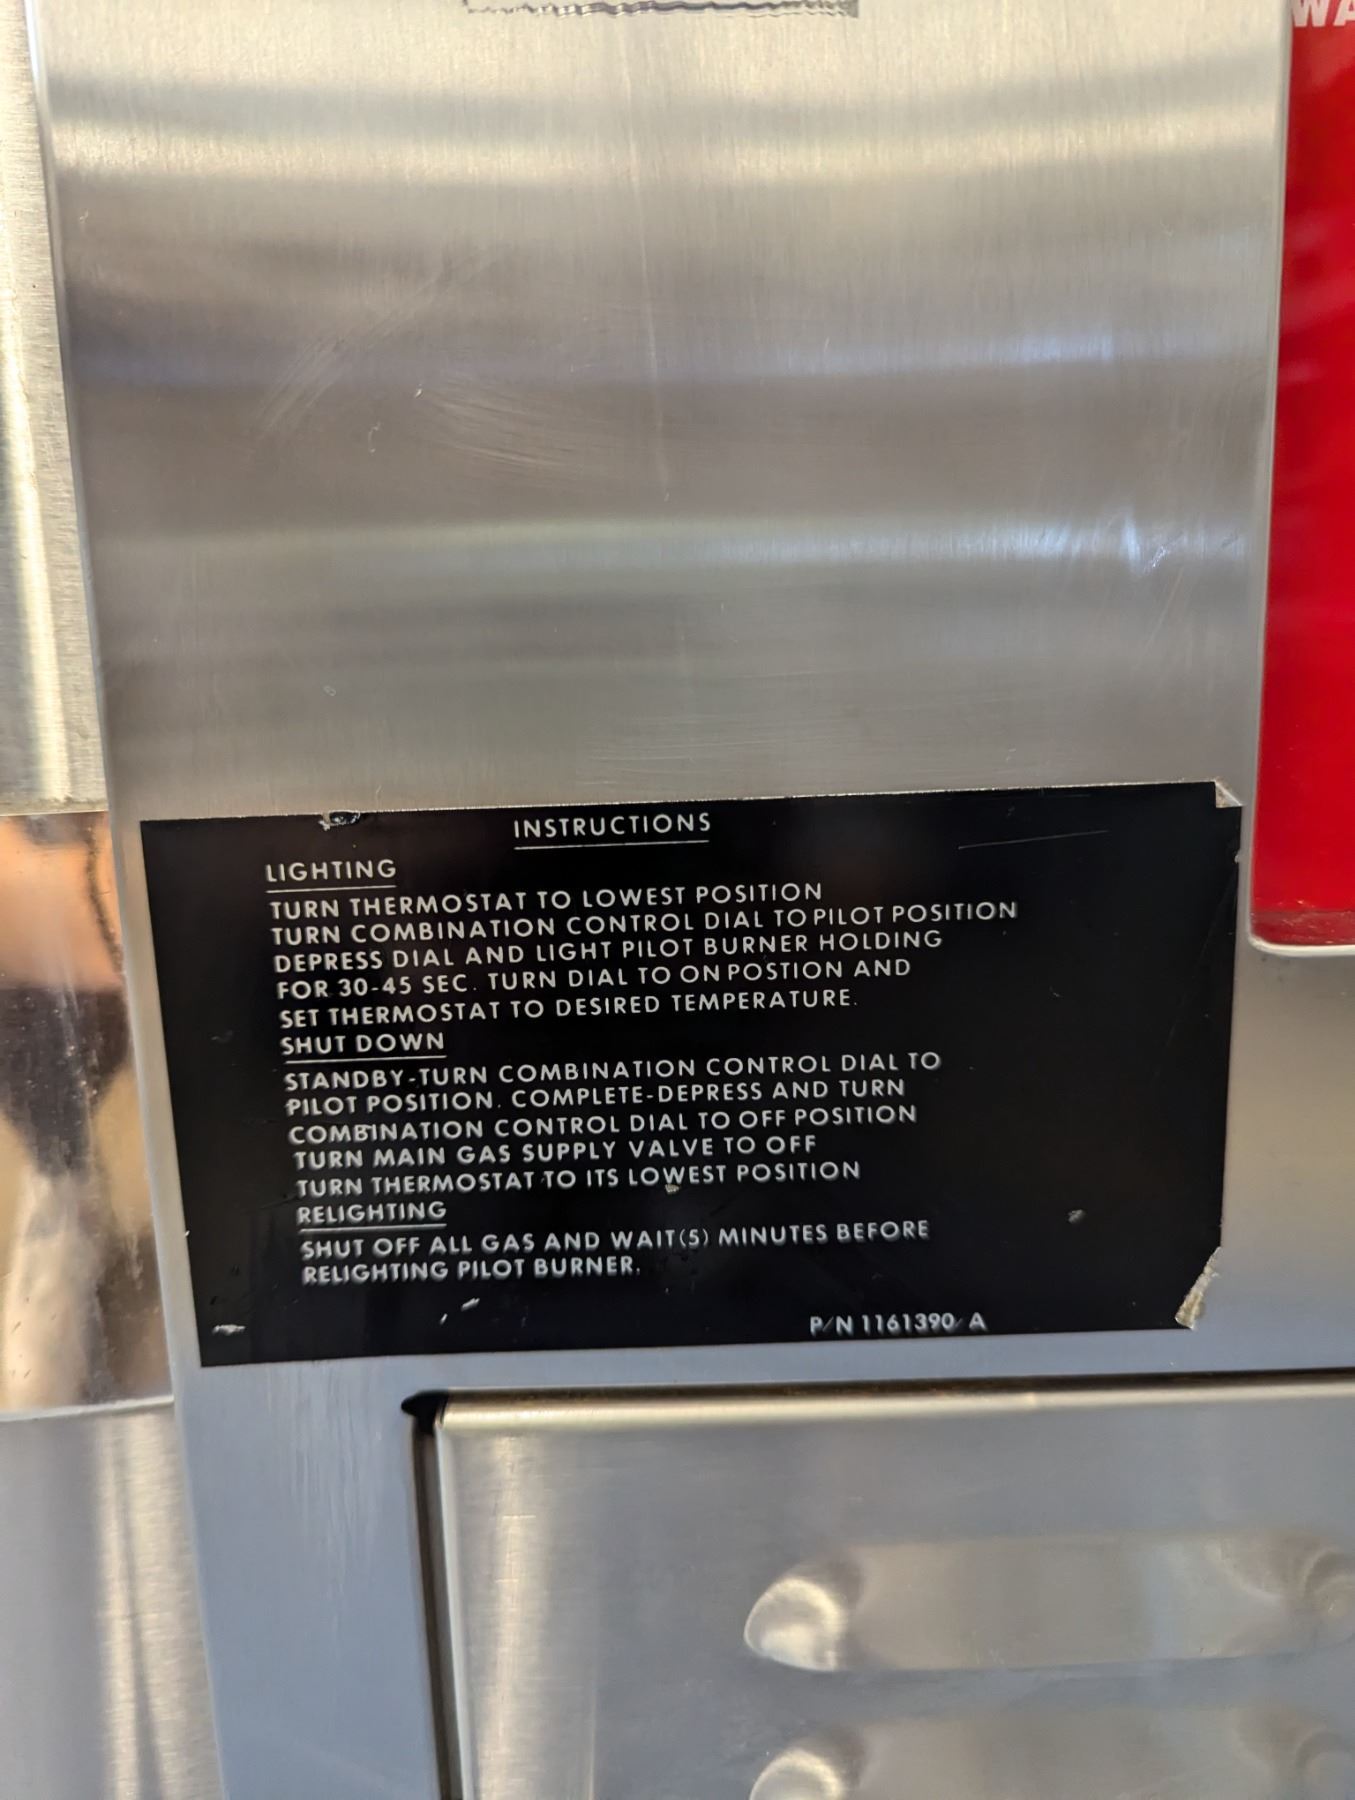 WA
INSTRUCTIONS
LIGHTING
TURN THERMOSTAT TO LOWEST POSITION
TURN COMBINATION CONTROL DIAL TO PILOT POSITION
DEPRESS DIAL AND LIGHT PILOT BURNER HOLDING
FOR 30-45 SEC. TURN DIAL TO ON POSTION AND
SET THERMOSTAT TO DESIRED TEMPERATURE.
SHUT DOWN
STANDBY-TURN COMBINATION CONTROL DIAL TO
PILOT POSITION. COMPLETE-DEPRESS AND TURN
COMBINATION CONTROL DIAL TO OFF POSITION
TURN MAIN GAS SUPPLY VALVE TO OFF
TURN THERMOSTAT TO ITS LOWEST POSITION
RELIGHTING
SHUT OFF ALL GAS AND WAIT(5) MINUTES BEFORE
RELIGHTING PILOT BURNER.
P/N 1161390/A